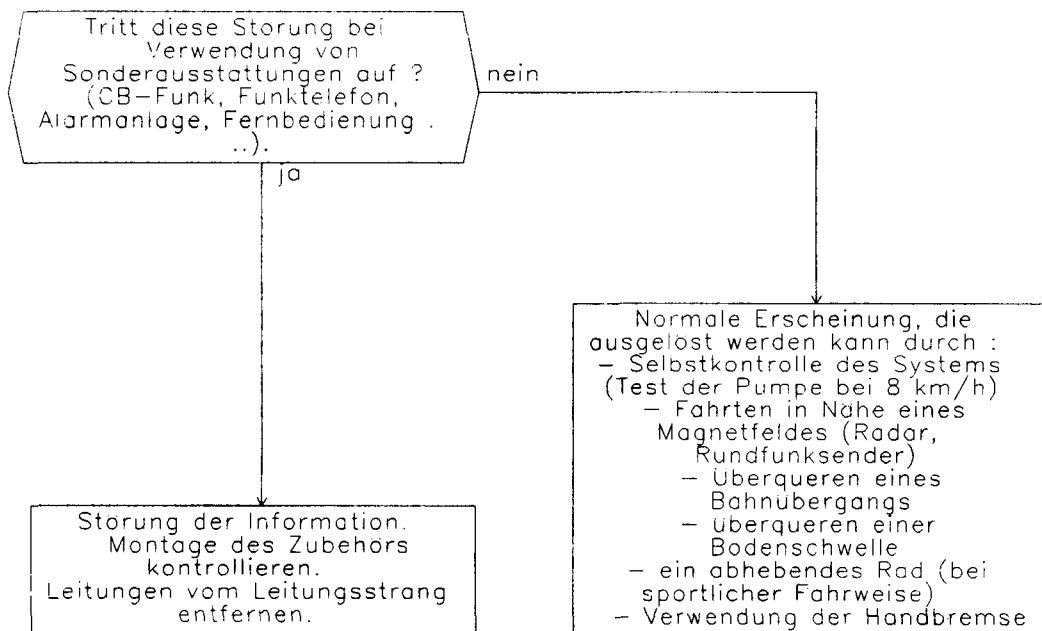 Tritt diese Störung bei
Verwendung von
Sonderausstattungen auf ?
(CB–Funk, Funktelefon,
Alarmanlage, Fernbedienung .
..).
nein
ja
Normale Erscheinung, die
ausgelöst werden kann durch :
– Selbstkontrolle des Systems
(Test der Pumpe bei 8 km/h)
– Fahrten in Nähe eines
Magnetfeldes (Radar,
Rundfunksender)
– Überqueren eines
Bahnübergangs
– überqueren einer
Bodenschwelle
– ein abhebendes Rad (bei
sportlicher Fahrweise)
– Verwendung der Handbremse
Störung der Information.
Montage des Zubehörs
kontrollieren.
Leitungen vom Leitungsstrang
entfernen.